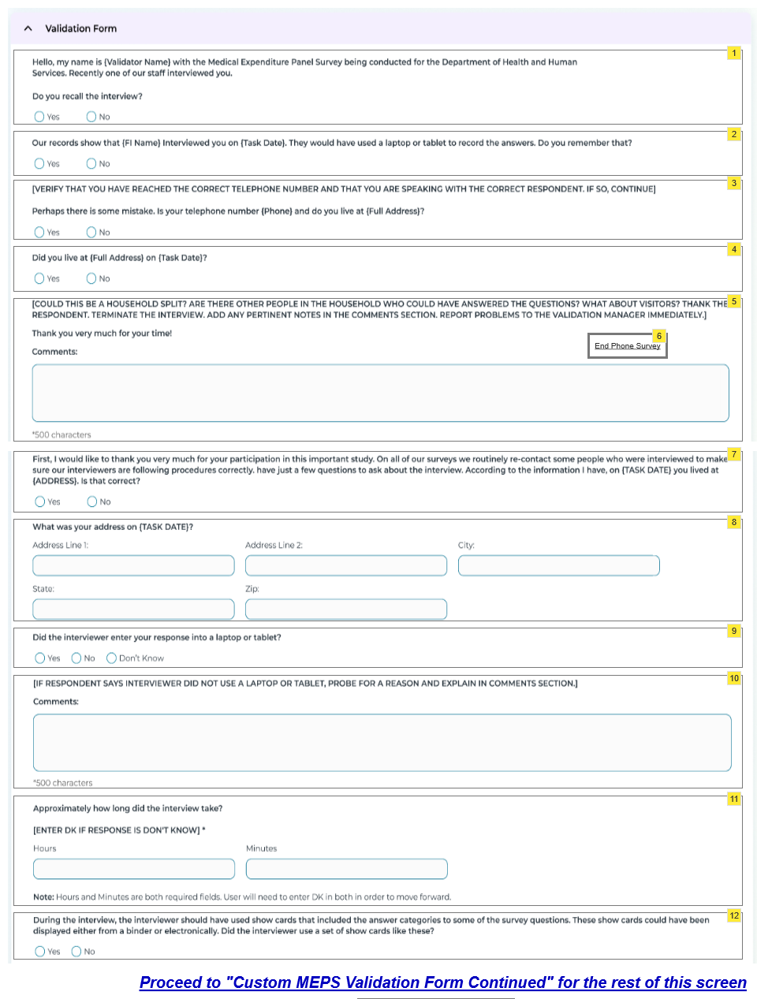 Validation Form
1
Hello, my name is {Validator Name} with the Medical Expenditure Panel Survey being conducted for the Department of Health and Human
Services. Recently one of our staff interviewed you.
Do you recall the interview?
Yes No
2
Our records show that {FI Name} Interviewed you on {Task Date}. They would have used a laptop or tablet to record the answers. Do you remember that?
Yes No
3
[VERIFY THAT YOU HAVE REACHED THE CORRECT TELEPHONE NUMBER AND THAT YOU ARE SPEAKING WITH THE CORRECT RESPONDENT. IF SO, CONTINUE]
Perhaps there is some mistake. Is your telephone number {Phone} and do you live at {Full Address}?
Yes No
4
Did you live at {Full Address} on {Task Date}?
Yes No
5
[COULD THIS BE A HOUSEHOLD SPLIT? ARE THERE OTHER PEOPLE IN THE HOUSEHOLD WHO COULD HAVE ANSWERED THE QUESTIONS? WHAT ABOUT VISITORS? THANK THE
RESPONDENT. TERMINATE THE INTERVIEW. ADD ANY PERTINENT NOTES IN THE COMMENTS SECTION. REPORT PROBLEMS TO THE VALIDATION MANAGER IMMEDIATELY.]
Thank you very much for your time!
6
End Phone Survey
Comments:
*500 characters
7
First, I would like to thank you very much for your participation in this important study. On all of our surveys we routinely re-contact some people who were interviewed to make
sure our interviewers are following procedures correctly. have just a few questions to ask about the interview. According to the information I have, on {TASK DATE} you lived at
{ADDRESS}. Is that correct?
Yes No
8
What was your address on {TASK DATE}?
Address Line 1: Address Line 2: City:
State: Zip:
9
Did the interviewer enter your response into a laptop or tablet?
Yes No Don't Know
10
[IF RESPONDENT SAYS INTERVIEWER DID NOT USE A LAPTOP OR TABLET, PROBE FOR A REASON AND EXPLAIN IN COMMENTS SECTION.]
Comments:
*500 characters
11
Approximately how long did the interview take?
[ENTER DK IF RESPONSE IS DON'T KNOW] *
Hours Minutes
Note: Hours and Minutes are both required fields. User will need to enter DK in both in order to move forward.
12
During the interview, the interviewer should have used show cards that included the answer categories to some of the survey questions. These show cards could have been
displayed either from a binder or electronically. Did the interviewer use a set of show cards like these?
Yes No
Proceed to "Custom MEPS Validation Form Continued" for the rest of this screen